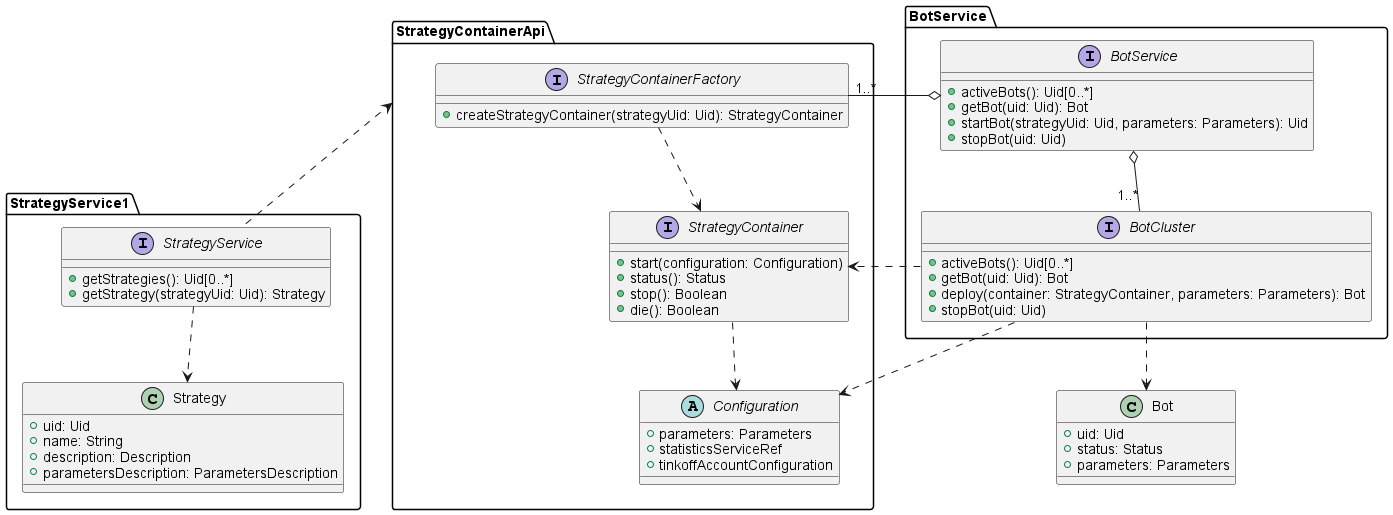 StrategyService1
I StrategyService
getStrategies(): Uid[0..*]
getStrategy(strategyUid: Uid): Strategy
C Strategy
uid: Uid
name: String
description: Description
parametersDescription: ParametersDescription
StrategyContainerApi
I StrategyContainerFactory
createStrategyContainer(strategyUid: Uid): StrategyContainer
I StrategyContainer
start(configuration: Configuration)
status(): Status
stop(): Boolean
die(): Boolean
A Configuration
parameters: Parameters
statisticsServiceRef
tinkoffAccountConfiguration
BotService
1..*
I BotService
activeBots(): Uid[0..*]
getBot(uid: Uid): Bot
startBot(strategyUid: Uid, parameters: Parameters): Uid
stopBot(uid: Uid)
1..*
I BotCluster
activeBots(): Uid[0..*]
getBot(uid: Uid): Bot
deploy(container: StrategyContainer, parameters: Parameters): Bot
stopBot(uid: Uid)
C Bot
uid: Uid
status: Status
parameters: Parameters